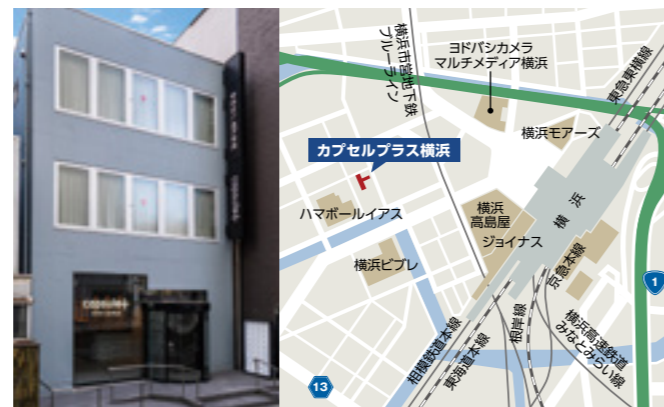 横浜市営地下鉄
ブルーライン
ヨドバシカメラ
マルチメディア横浜
東急東横線
横浜モアーズ
カプセルプラス横浜
ハマボールイアス
横浜
高島屋
ジョイナス
横浜
横浜ビブレ
京急本線
1
相模鉄道本線
東海道本線
根岸線
横浜高速鉄道
みなとみらい線
13